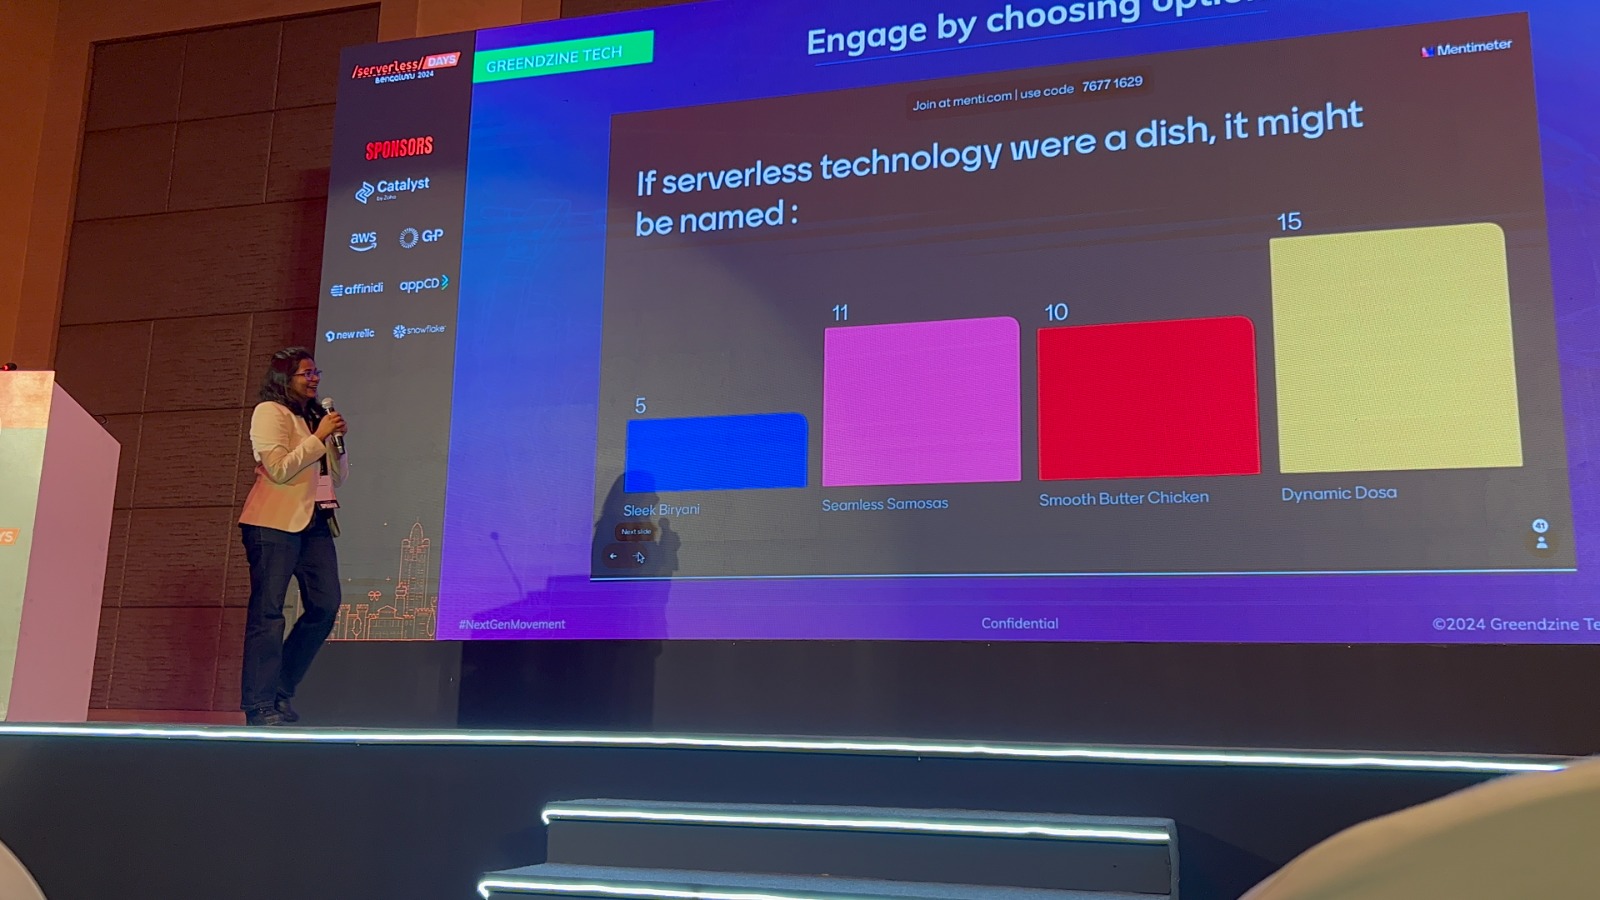 /serverless/DAYS
BENGALURU 2024
GREENDZINE TECH
Engage by choosing
SPONSORS
Catalyst
by Zoho
aws
GP
affinidi
appCD
new relic
snowflake
Mentimeter
Join at menti.com | use code 7677 1629
If serverless technology were a dish, it might
be named :
5
11
10
15
Sleek Biryani
Seamless Samosas
Smooth Butter Chicken
Dynamic Dosa
Next slide
41
#NextGenMovement
Confidential
©2024 Greendzine Te
YS